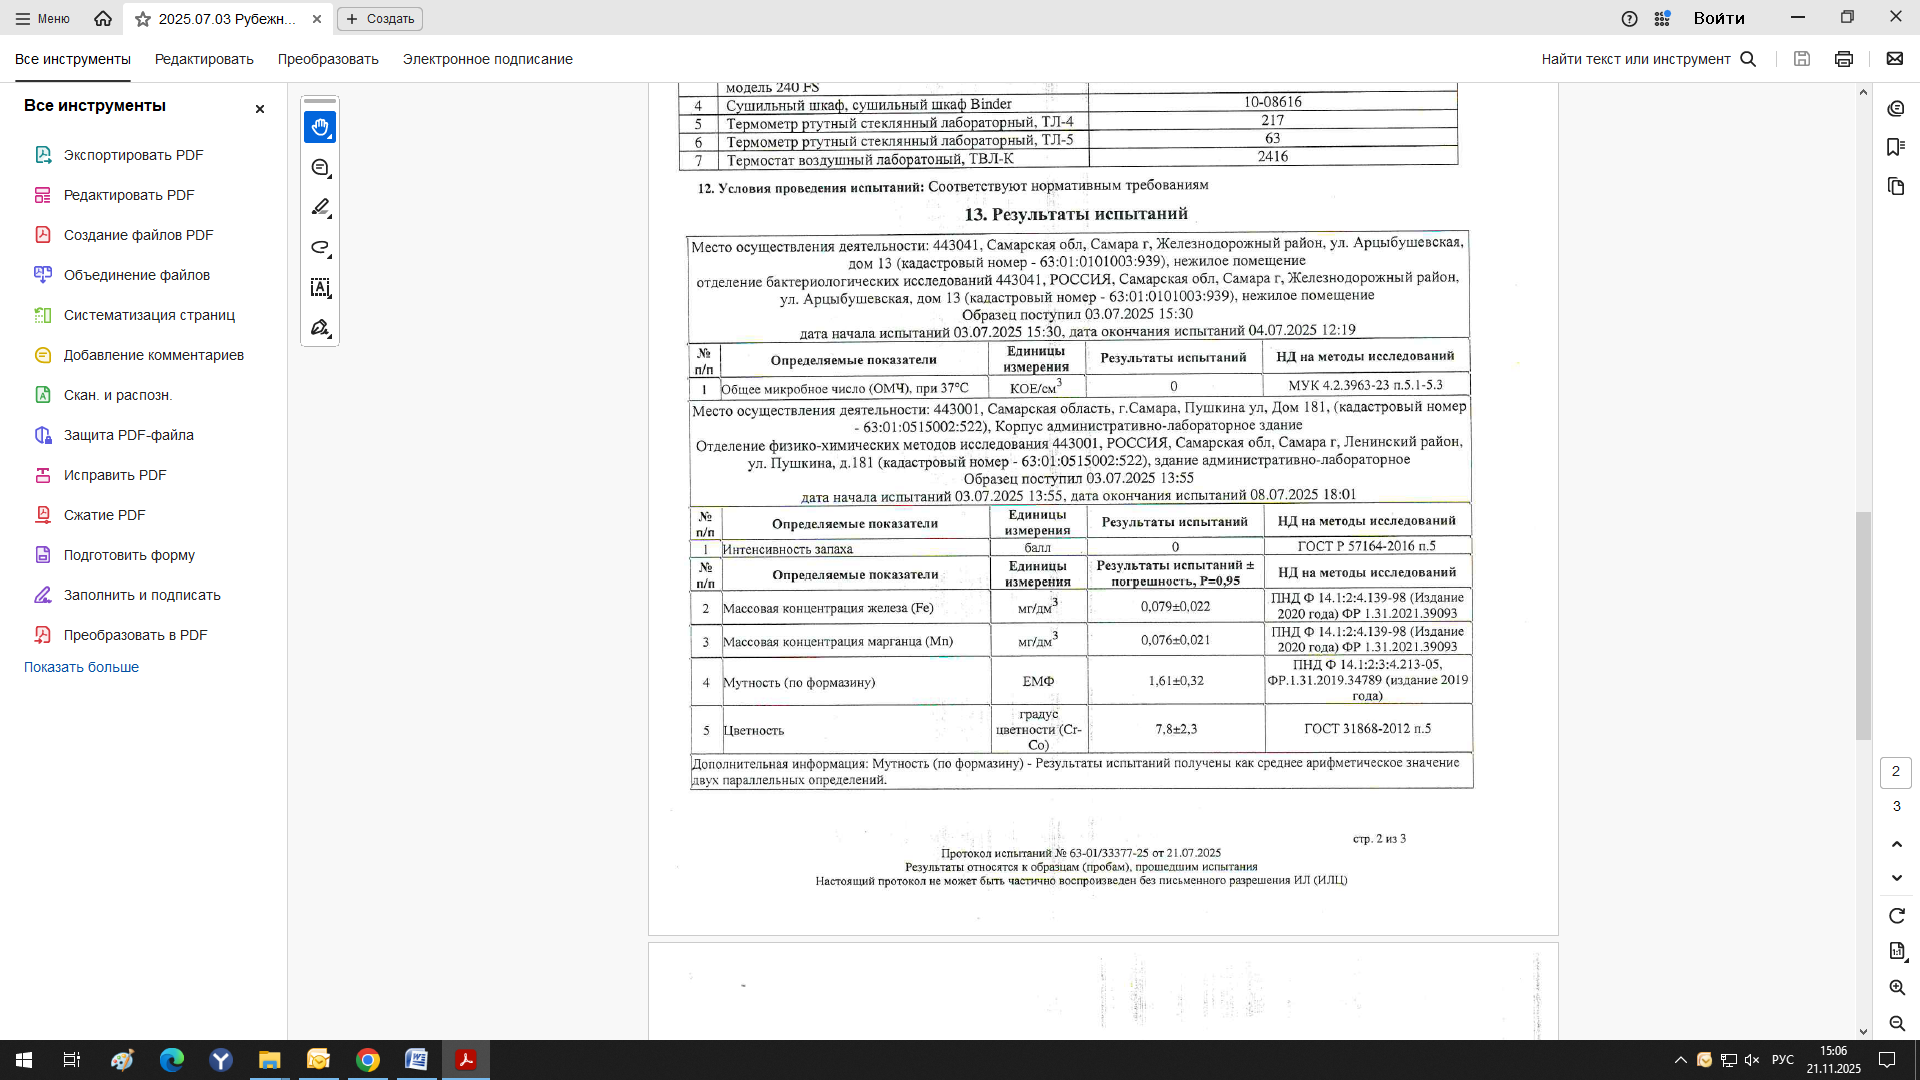 Меню
2025.07.03 Рубежн...
Создать
Войти
Все инструменты
Редактировать
Преобразовать
Электронное подписание
Найти текст или инструмент
Все инструменты
Экспортировать PDF
Редактировать PDF
Создание файлов PDF
Объединение файлов
Систематизация страниц
Добавление комментариев
Скан. и распозн.
Защита PDF-файла
Исправить PDF
Сжатие PDF
Подготовить форму
Заполнить и подписать
Преобразовать в PDF
Показать больше
модель 240 FS
4 Сушильный шкаф, сушильный шкаф Binder 10-08616
5 Термометр ртутный стеклянный лабораторный, ТЛ-4 217
6 Термометр ртутный стеклянный лабораторный, ТЛ-5 63
7 Термостат воздушный лаборатоный, ТВЛ-К 2416
12. Условия проведения испытаний: Соответствуют нормативным требованиям
13. Результаты испытаний
Место осуществления деятельности: 443041, Самарская обл, Самара г, Железнодорожный район, ул. Арцыбушевская,
дом 13 (кадастровый номер - 63:01:0101003:939), нежилое помещение
отделение бактериологических исследований 443041, РОССИЯ, Самарская обл, Самара г, Железнодорожный район,
ул. Арцыбушевская, дом 13 (кадастровый номер - 63:01:0101003:939), нежилое помещение
Образец поступил 03.07.2025 15:30
дата начала испытаний 03.07.2025 15:30, дата окончания испытаний 04.07.2025 12:19
№ п/п Определяемые показатели Единицы измерения Результаты испытаний НД на методы исследований
1 Общее микробное число (ОМЧ), при 37°С КОЕ/см3 0 МУК 4.2.3963-23 п.5.1-5.3
Место осуществления деятельности: 443001, Самарская область, г.Самара, Пушкина ул, Дом 181, (кадастровый номер
- 63:01:0515002:522), Корпус административно-лабораторное здание
Отделение физико-химических методов исследования 443001, РОССИЯ, Самарская обл, Самара г, Ленинский район,
ул. Пушкина, д.181 (кадастровый номер - 63:01:0515002:522), здание административно-лабораторное
Образец поступил 03.07.2025 13:55
дата начала испытаний 03.07.2025 13:55, дата окончания испытаний 08.07.2025 18:01
№ п/п Определяемые показатели Единицы измерения Результаты испытаний НД на методы исследований
1 Интенсивность запаха балл 0 ГОСТ Р 57164-2016 п.5
№ п/п Определяемые показатели Единицы измерения Результаты испытаний ± погрешность, P=0,95 НД на методы исследований
2 Массовая концентрация железа (Fe) мг/дм3 0,079±0,022 ПНД Ф 14.1:2:4.139-98 (Издание 2020 года) ФР 1.31.2021.39093
3 Массовая концентрация марганца (Mn) мг/дм3 0,076±0,021 ПНД Ф 14.1:2:4.139-98 (Издание 2020 года) ФР 1.31.2021.39093
4 Мутность (по формазину) ЕМФ 1,61±0,32 ПНД Ф 14.1:2:3:4.213-05, ФР.1.31.2019.34789 (издание 2019 года)
5 Цветность градус цветности (Cr-Co) 7,8±2,3 ГОСТ 31868-2012 п.5
Дополнительная информация: Мутность (по формазину) - Результаты испытаний получены как среднее арифметическое значение
двух параллельных определений.
стр. 2 из 3
Протокол испытаний № 63-01/33377-25 от 21.07.2025
Результаты относятся к образцам (пробам), прошедшим испытания
Настоящий протокол не может быть частично воспроизведен без письменного разрешения ИЛ (ИЛЦ)
2
3
1:1
РУС
15:06
21.11.2025